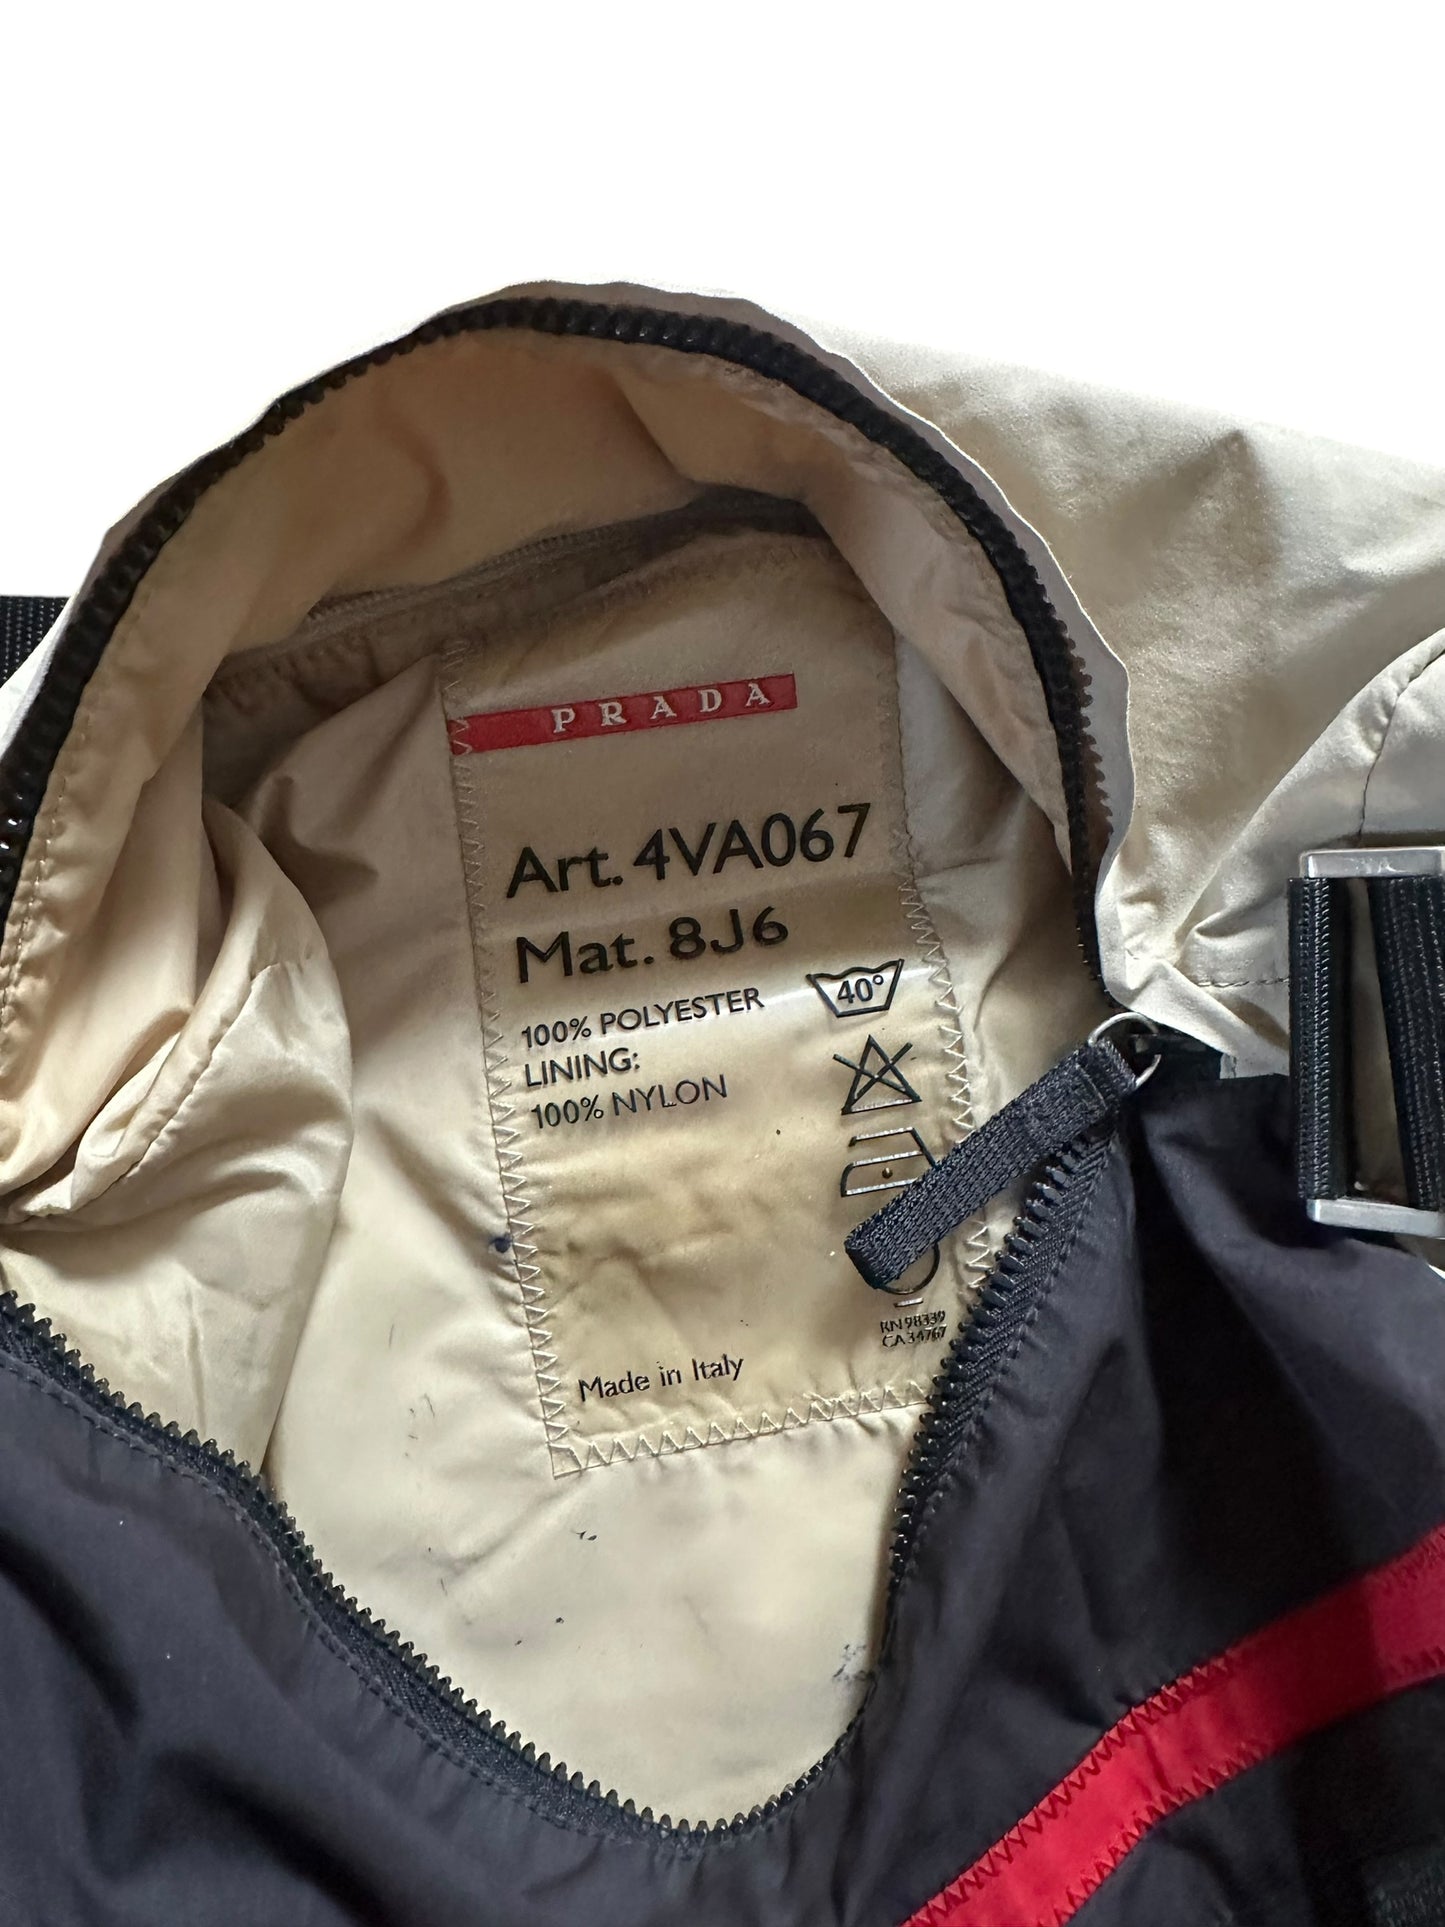 PRADA
Art. 4VA067
Mat. 8J6
100% POLYESTER
LINING:
100% NYLON
40°
RN 98339
CA 34767
Made in Italy